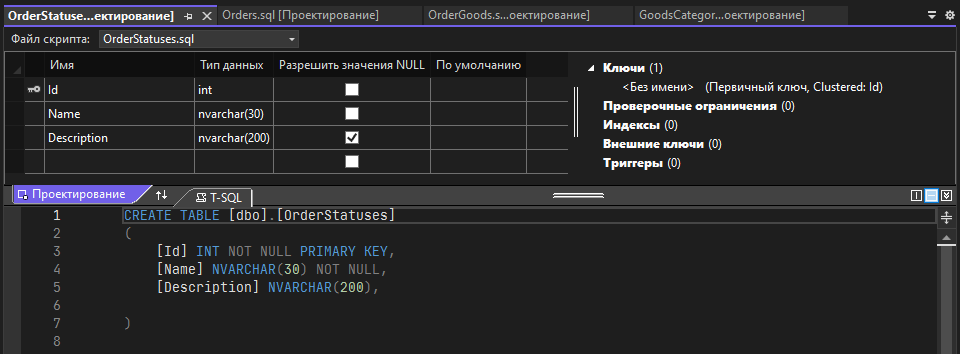 OrderStatuse...ектирование] Orders.sql [Проектирование] OrderGoods.s...оектирование] GoodsCategor...оектирование]
Файл скрипта: OrderStatuses.sql
Имя Тип данных Разрешить значения NULL По умолчанию
Id int
Name nvarchar(30)
Description nvarchar(200)
Ключи (1)
<Без имени> (Первичный ключ, Clustered: Id)
Проверочные ограничения (0)
Индексы (0)
Внешние ключи (0)
Триггеры (0)
Проектирование T-SQL
1 CREATE TABLE [dbo].[OrderStatuses]
2 (
3 [Id] INT NOT NULL PRIMARY KEY,
4 [Name] NVARCHAR(30) NOT NULL,
5 [Description] NVARCHAR(200),
6
7 )
8